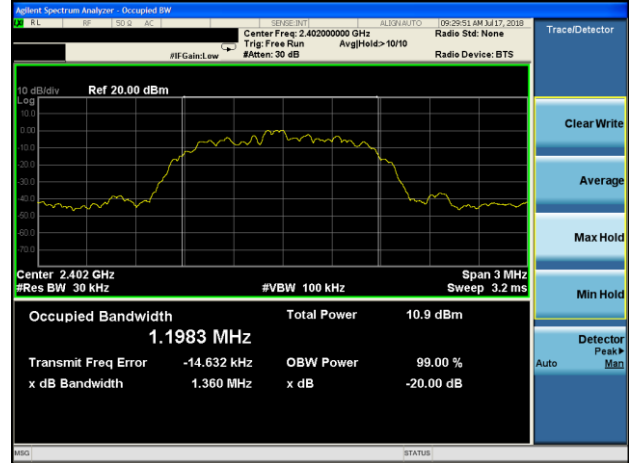 Agilent Spectrum Analyzer - Occupied BW
RL RF 50 Ω AC SENSE:INT ALIGNAUTO 09:29:51 AM Jul 17, 2018
Center Freq: 2.402000000 GHz Radio Std: None
Trig: Free Run Avg|Hold>10/10
#IFGain:Low #Atten: 30 dB Radio Device: BTS
10 dB/div Ref 20.00 dBm
Log
10.0
0.00
-10.0
-20.0
-30.0
-40.0
-50.0
-60.0
-70.0
Center 2.402 GHz Span 3 MHz
#Res BW 30 kHz #VBW 100 kHz Sweep 3.2 ms
Occupied Bandwidth Total Power 10.9 dBm
1.1983 MHz
Transmit Freq Error -14.632 kHz OBW Power 99.00 %
x dB Bandwidth 1.360 MHz x dB -20.00 dB
MSG STATUS
Trace/Detector
Clear Write
Average
Max Hold
Min Hold
Detector
Peak▶
Auto Man